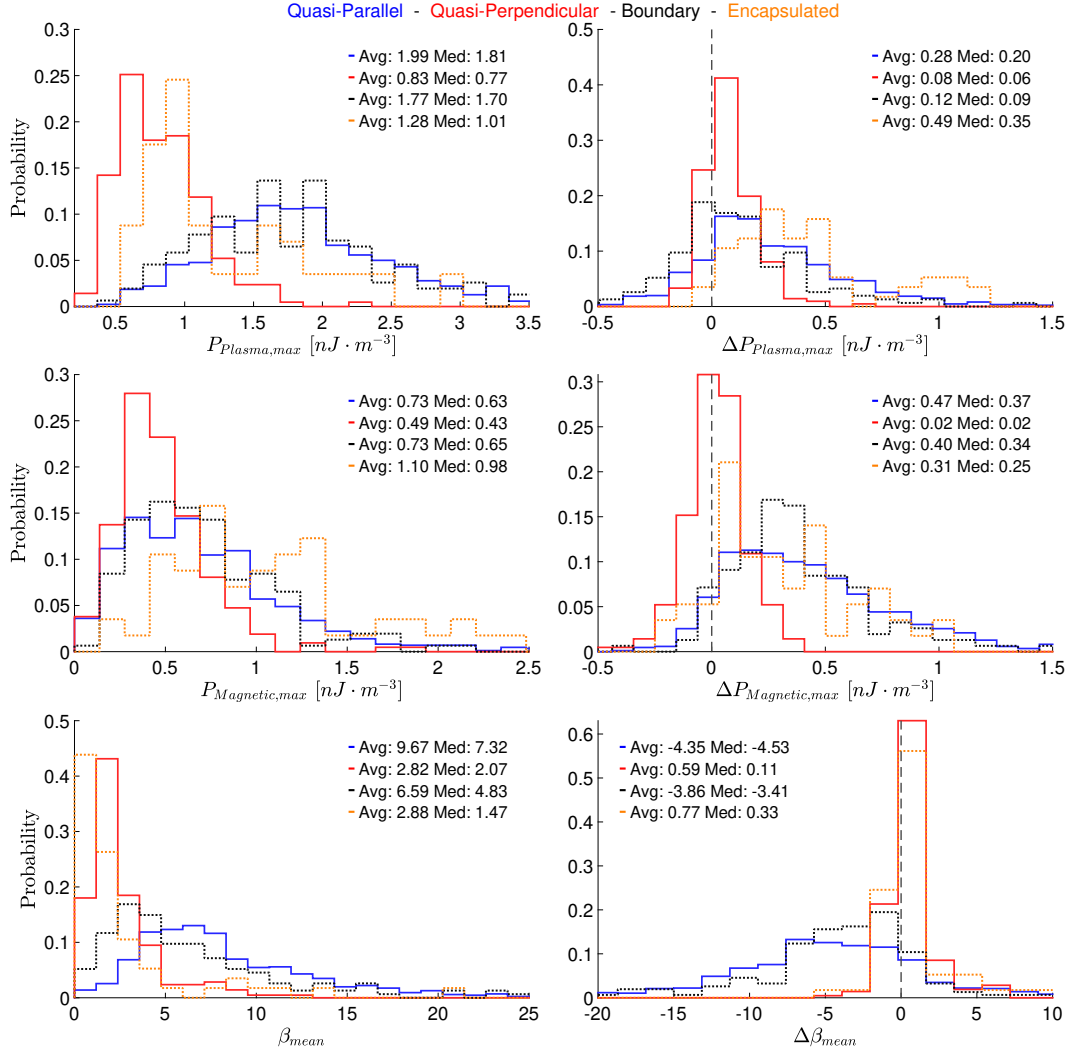 Quasi-Parallel - Quasi-Perpendicular - Boundary - Encapsulated
0.3
0.25
0.2
0.15
0.1
0.05
0
Probability
Avg: 1.99 Med: 1.81
Avg: 0.83 Med: 0.77
Avg: 1.77 Med: 1.70
Avg: 1.28 Med: 1.01
0.5 1 1.5 2 2.5 3 3.5
P_{Plasma,max} [nJ · m^{-3}]
0.5
0.4
0.3
0.2
0.1
0
Avg: 0.28 Med: 0.20
Avg: 0.08 Med: 0.06
Avg: 0.12 Med: 0.09
Avg: 0.49 Med: 0.35
-0.5 0 0.5 1 1.5
ΔP_{Plasma,max} [nJ · m^{-3}]
0.3
0.25
0.2
0.15
0.1
0.05
0
Probability
Avg: 0.73 Med: 0.63
Avg: 0.49 Med: 0.43
Avg: 0.73 Med: 0.65
Avg: 1.10 Med: 0.98
0 0.5 1 1.5 2 2.5
P_{Magnetic,max} [nJ · m^{-3}]
0.3
0.25
0.2
0.15
0.1
0.05
0
Avg: 0.47 Med: 0.37
Avg: 0.02 Med: 0.02
Avg: 0.40 Med: 0.34
Avg: 0.31 Med: 0.25
-0.5 0 0.5 1 1.5
ΔP_{Magnetic,max} [nJ · m^{-3}]
0.5
0.4
0.3
0.2
0.1
0
Probability
Avg: 9.67 Med: 7.32
Avg: 2.82 Med: 2.07
Avg: 6.59 Med: 4.83
Avg: 2.88 Med: 1.47
0 5 10 15 20 25
β_{mean}
0.6
0.5
0.4
0.3
0.2
0.1
0
Avg: -4.35 Med: -4.53
Avg: 0.59 Med: 0.11
Avg: -3.86 Med: -3.41
Avg: 0.77 Med: 0.33
-20 -15 -10 -5 0 5 10
Δβ_{mean}